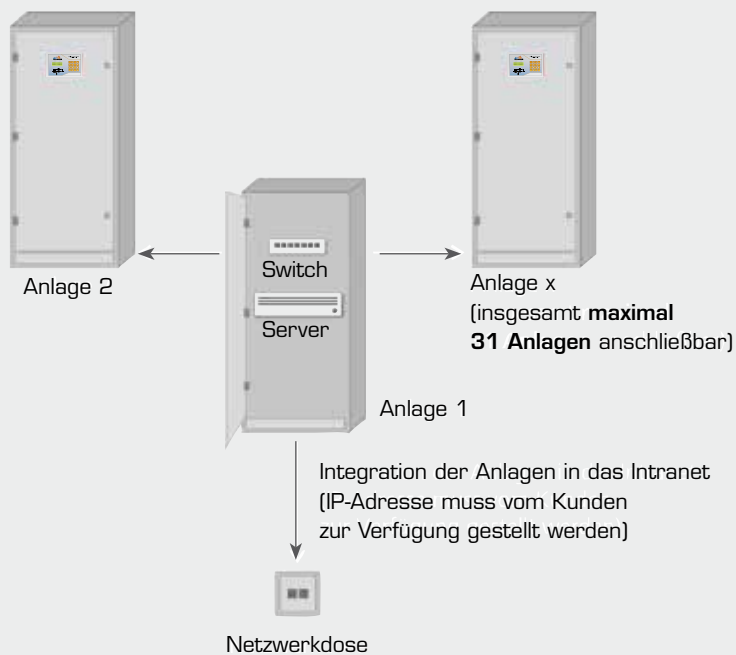 Anlage 2
Switch
Server
Anlage x
(insgesamt maximal
31 Anlagen anschließbar)
Anlage 1
Integration der Anlagen in das Intranet
(IP-Adresse muss vom Kunden
zur Verfügung gestellt werden)
Netzwerkdose